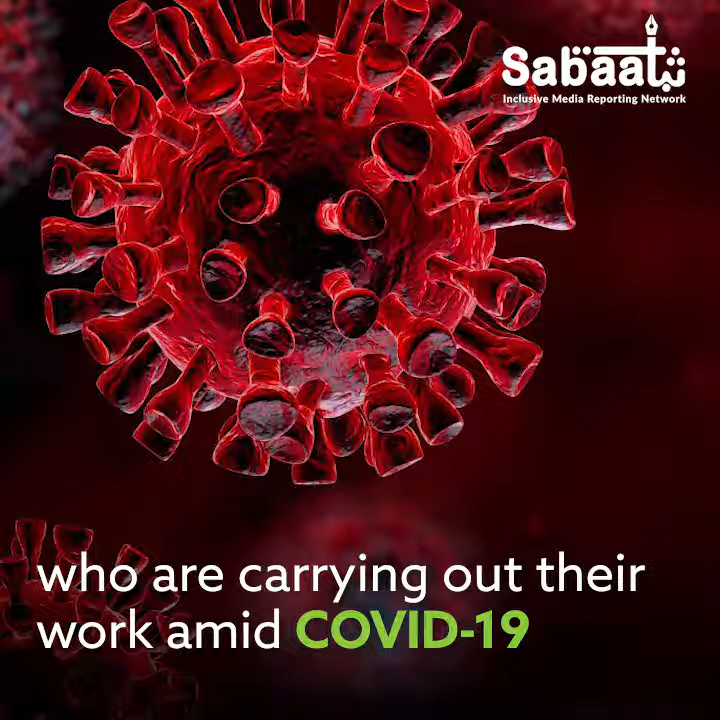 Sabaat
Inclusive Media Reporting Network
who are carrying out their
work amid COVID-19